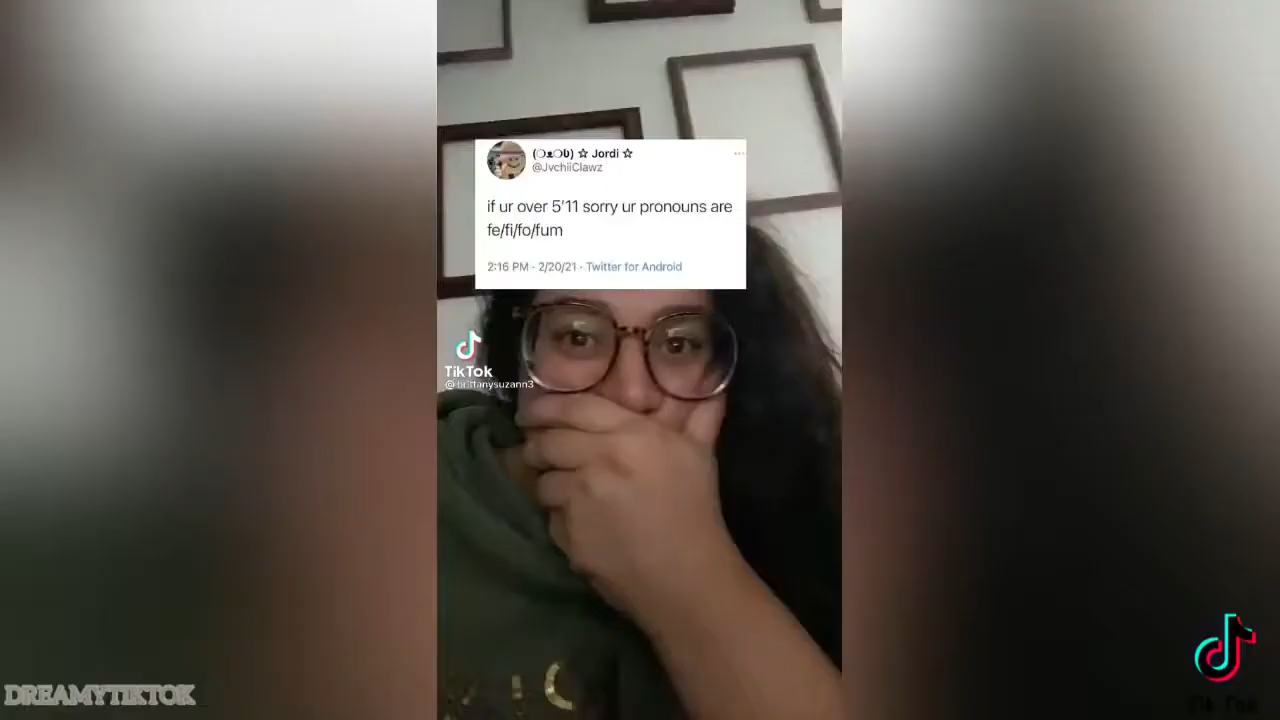 ☆ Jordi ☆
@JvchiiClawz
if ur over 5'11 sorry ur pronouns are
fe/fi/fo/fum
2:16 PM · 2/20/21 · Twitter for Android
TikTok
@brittanysuzann3
DREAMYTIKTOK